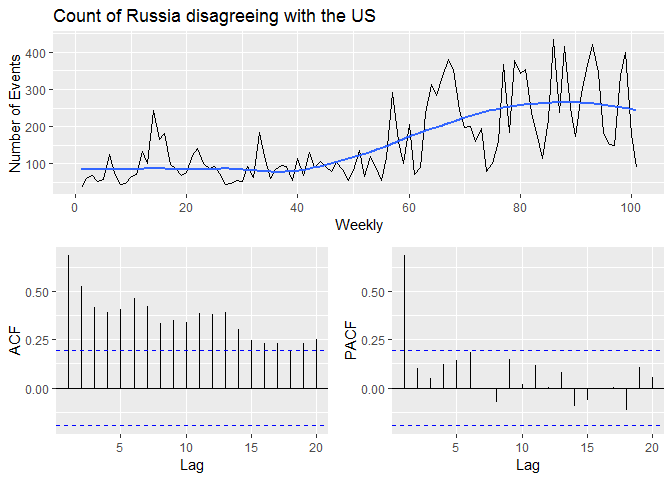 Count of Russia disagreeing with the US
Number of Events
400
300
200
100
0 20 40 60 80 100
Weekly
ACF
0.50
0.25
0.00
5 10 15 20
Lag
PACF
0.50
0.25
0.00
5 10 15 20
Lag